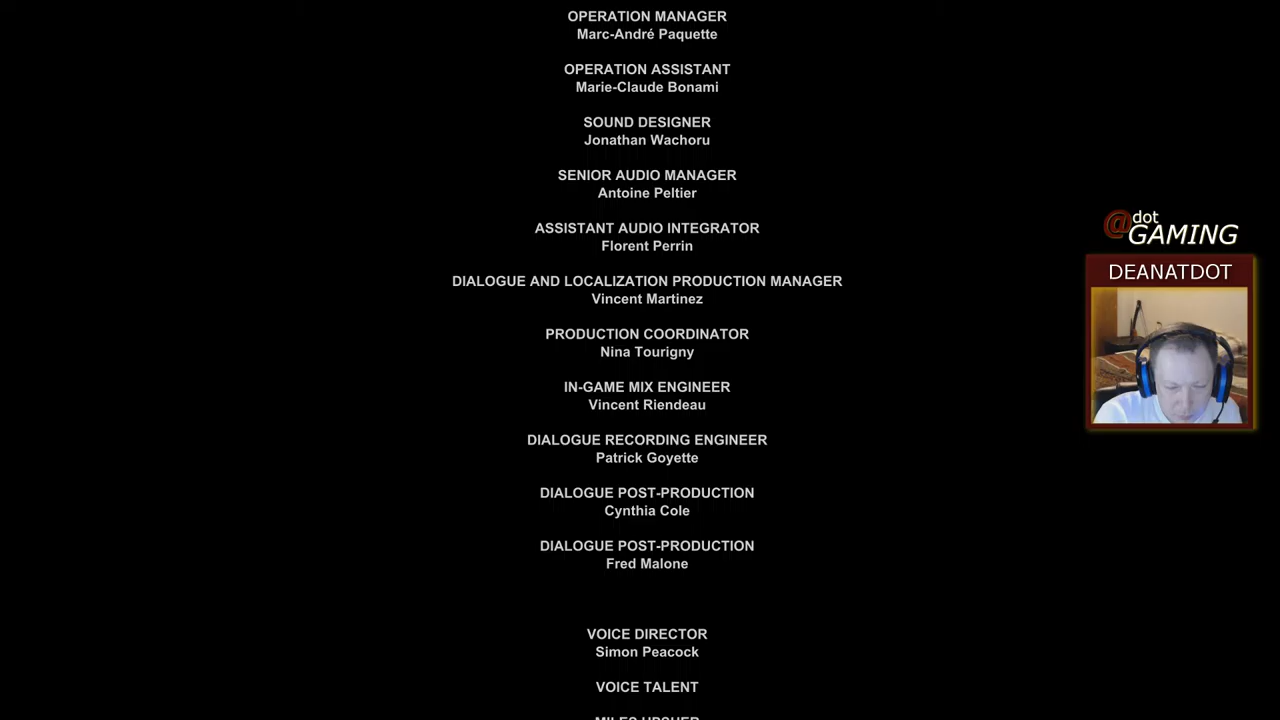 OPERATION MANAGER
Marc-André Paquette
OPERATION ASSISTANT
Marie-Claude Bonami
SOUND DESIGNER
Jonathan Wachoru
SENIOR AUDIO MANAGER
Antoine Peltier
ASSISTANT AUDIO INTEGRATOR
Florent Perrin
DIALOGUE AND LOCALIZATION PRODUCTION MANAGER
Vincent Martinez
PRODUCTION COORDINATOR
Nina Tourigny
IN-GAME MIX ENGINEER
Vincent Riendeau
DIALOGUE RECORDING ENGINEER
Patrick Goyette
DIALOGUE POST-PRODUCTION
Cynthia Cole
DIALOGUE POST-PRODUCTION
Fred Malone
VOICE DIRECTOR
Simon Peacock
VOICE TALENT
MILES UPSHER
@dot
GAMING
DEANATDOT